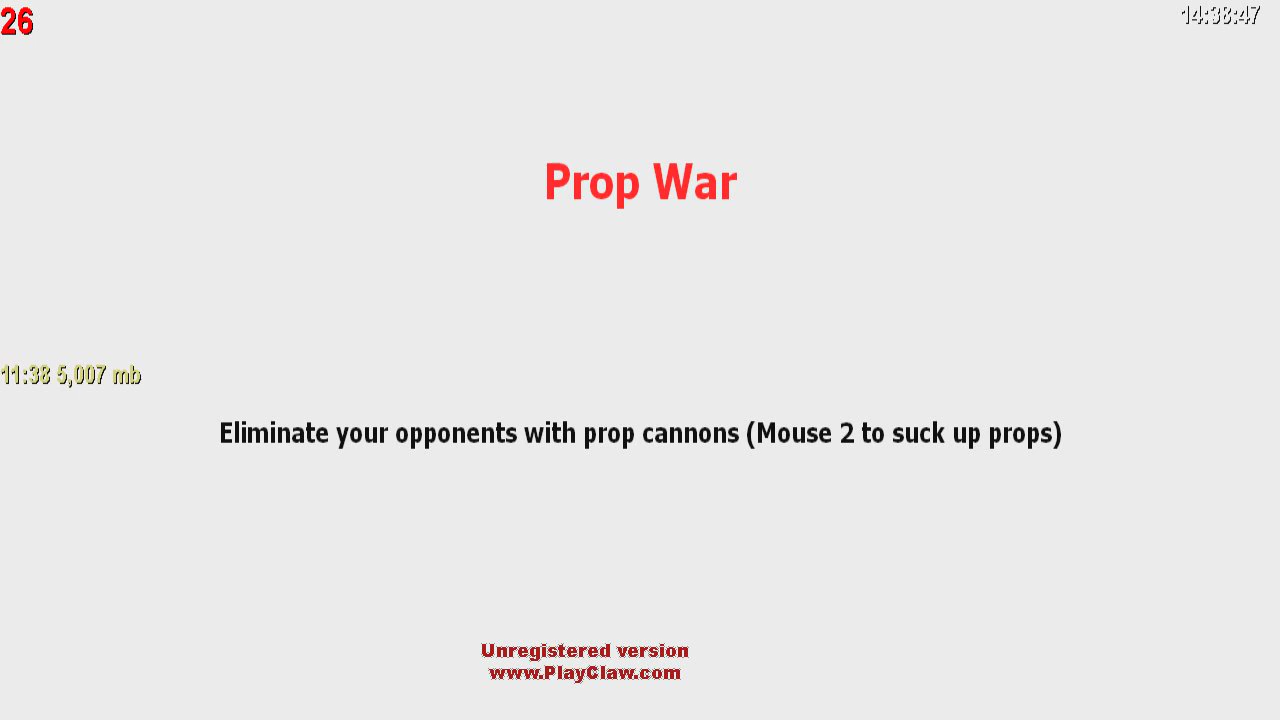 26
14:38:47
Prop War
11:38 5,007 mb
Eliminate your opponents with prop cannons (Mouse 2 to suck up props)
Unregistered version
www.PlayClaw.com